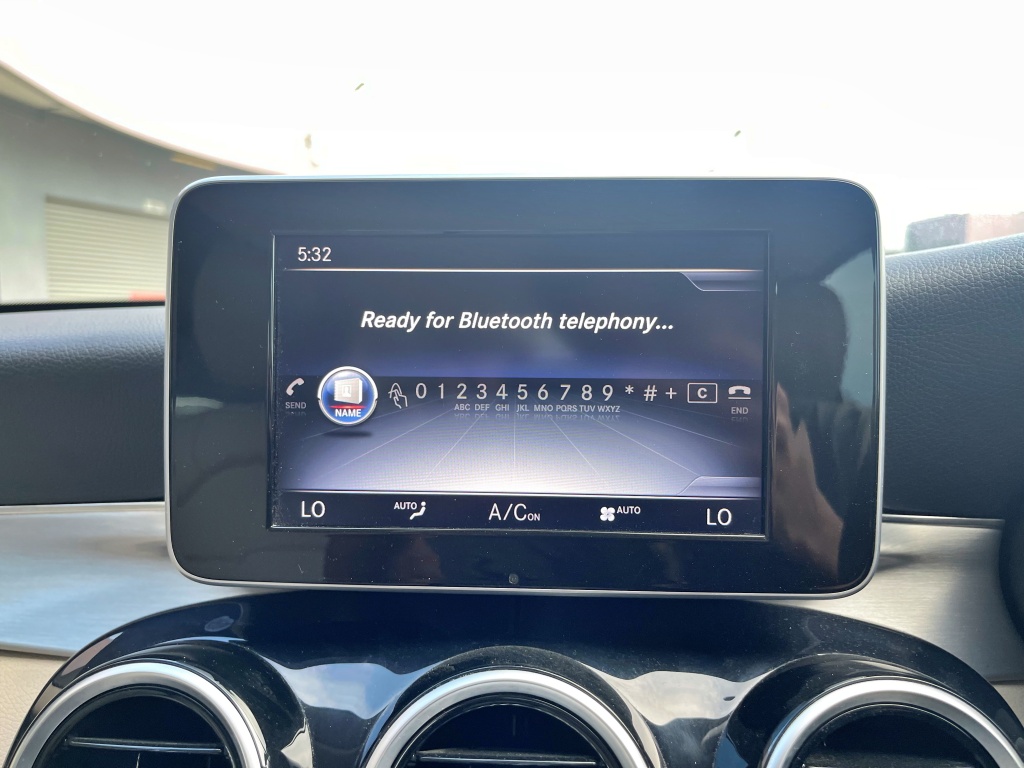 5:32
Ready for Bluetooth telephony...
SEND NAME 0 1 2 3 4 5 6 7 8 9 * # + C END
ABC DEF GHI JKL MNO PQRS TUV WXYZ
LO AUTO A/C ON AUTO LO